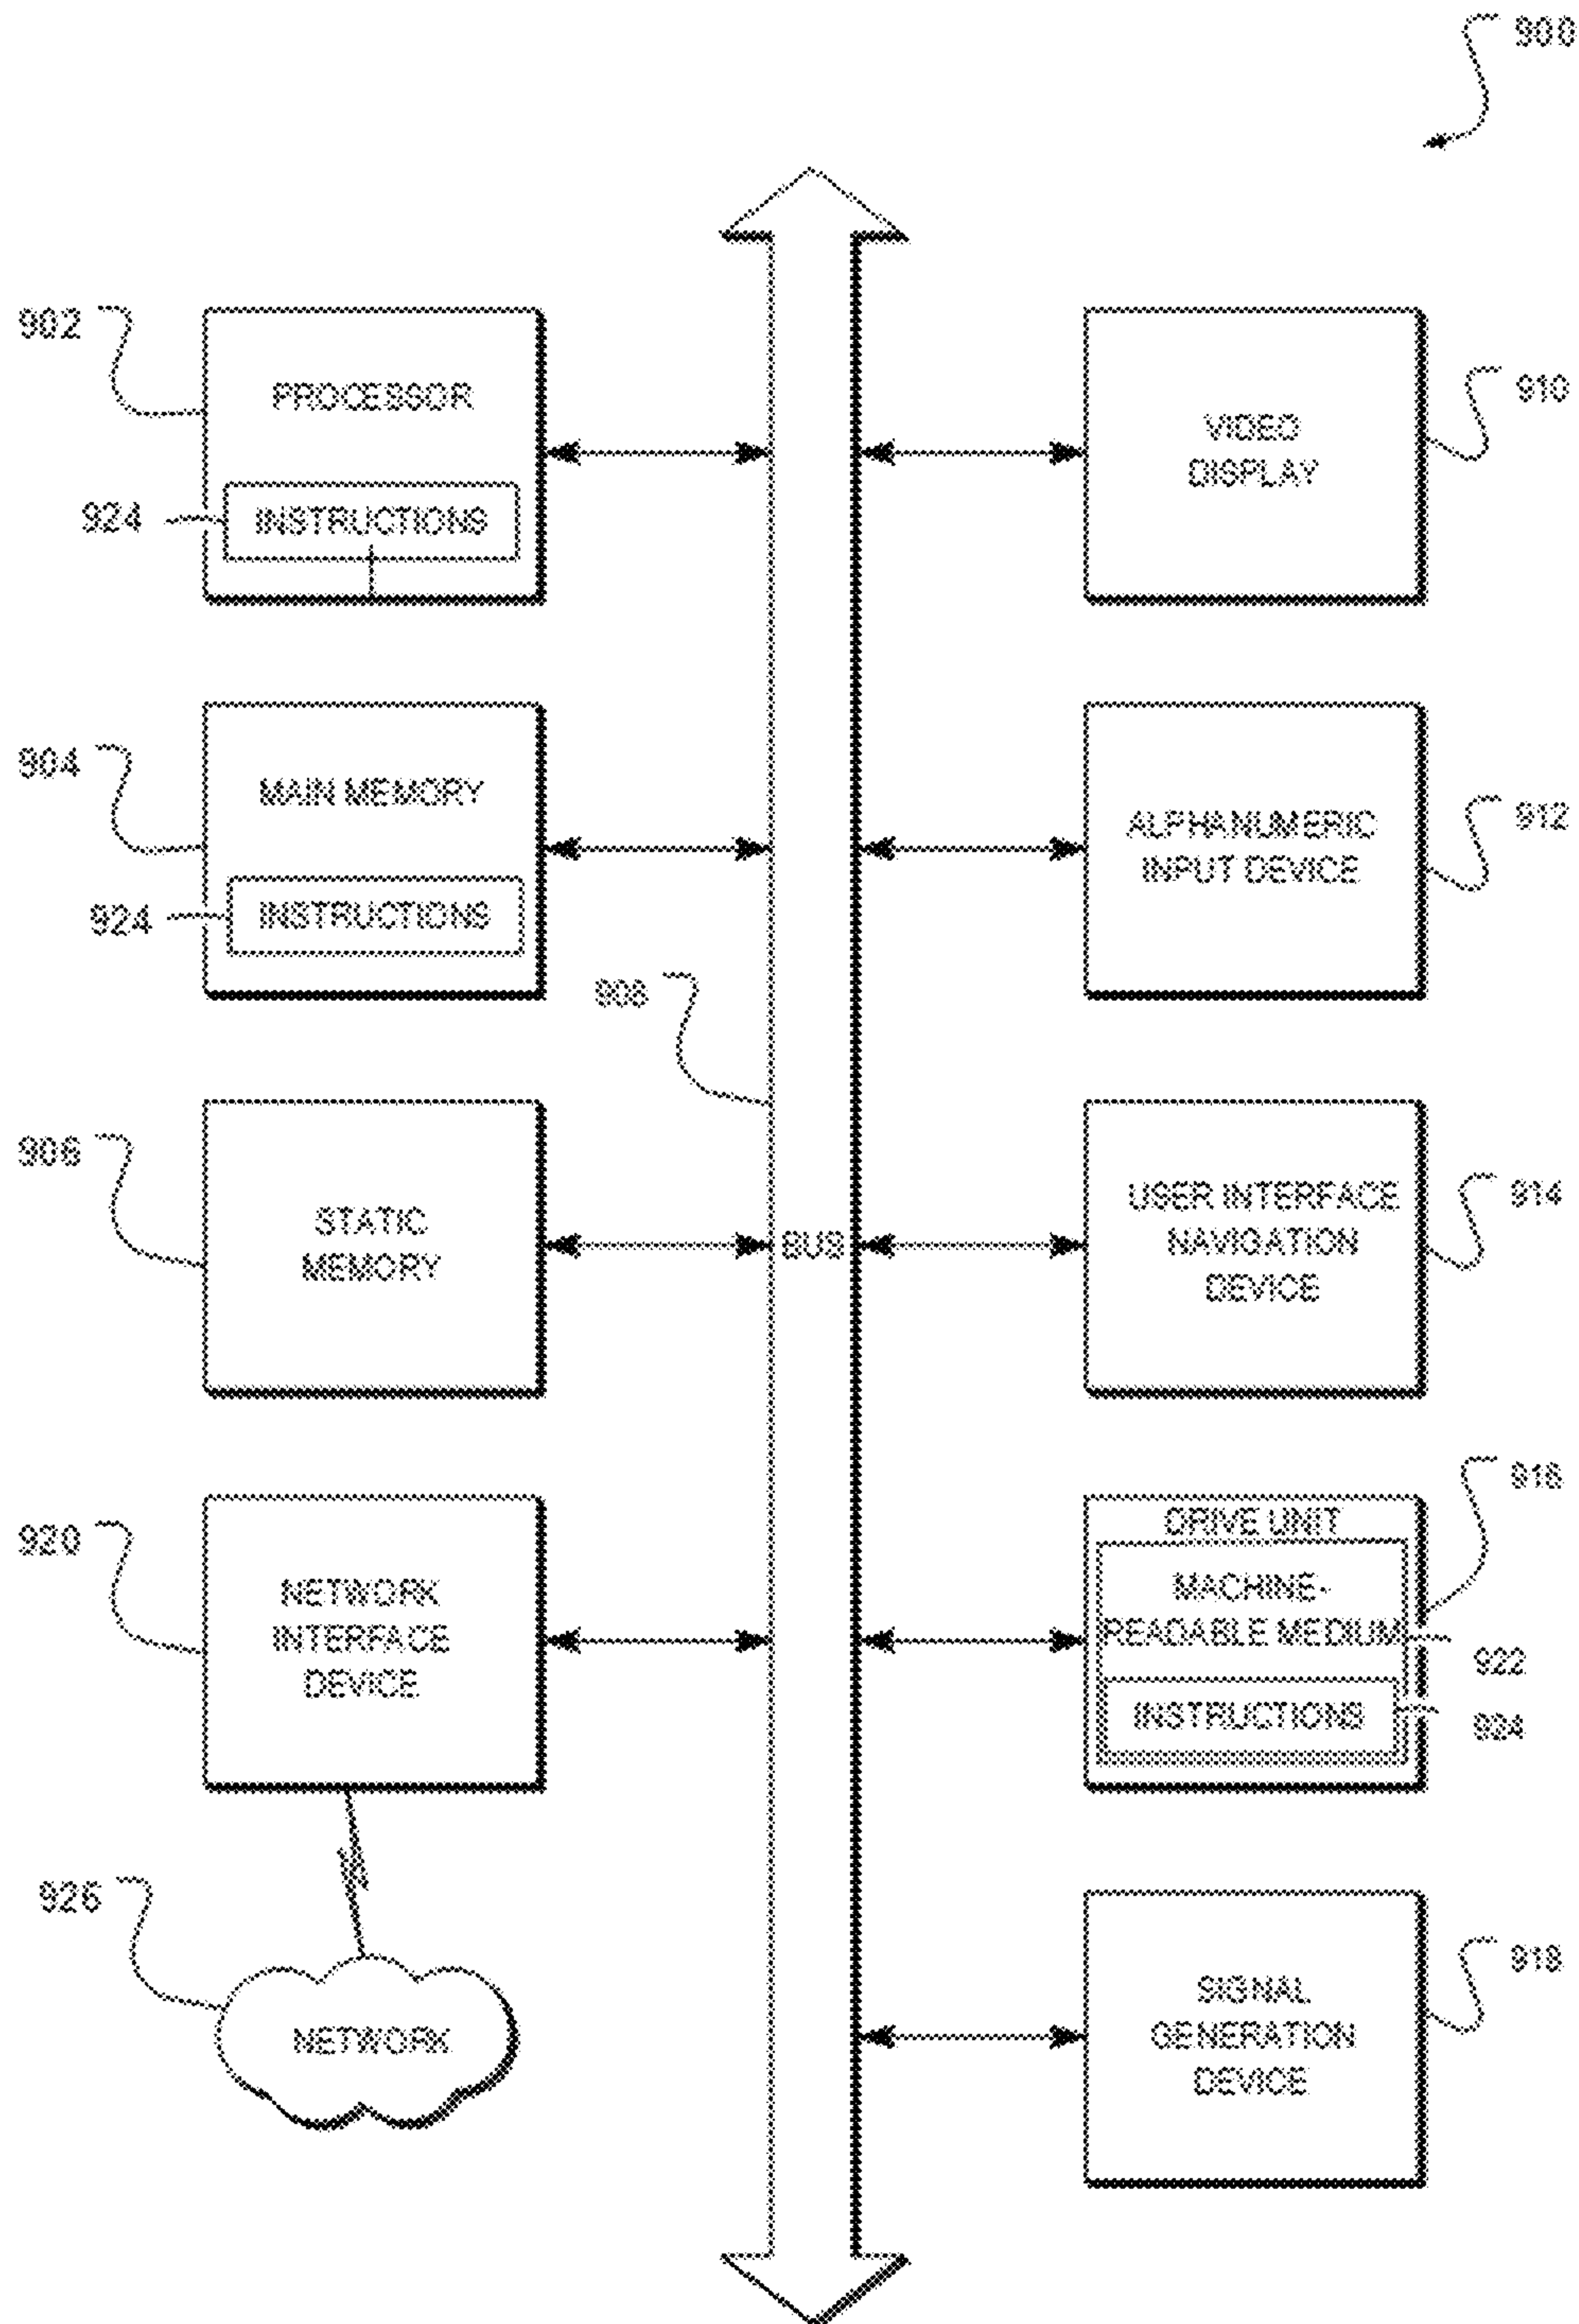 900
902
PROCESSOR
924
INSTRUCTIONS
910
VIDEO
DISPLAY
904
MAIN MEMORY
924
INSTRUCTIONS
912
ALPHANUMERIC
INPUT DEVICE
908
906
STATIC
MEMORY
BUS
914
USER INTERFACE
NAVIGATION
DEVICE
920
NETWORK
INTERFACE
DEVICE
916
DRIVE UNIT
MACHINE-
READABLE MEDIUM
922
INSTRUCTIONS
924
926
NETWORK
918
SIGNAL
GENERATION
DEVICE